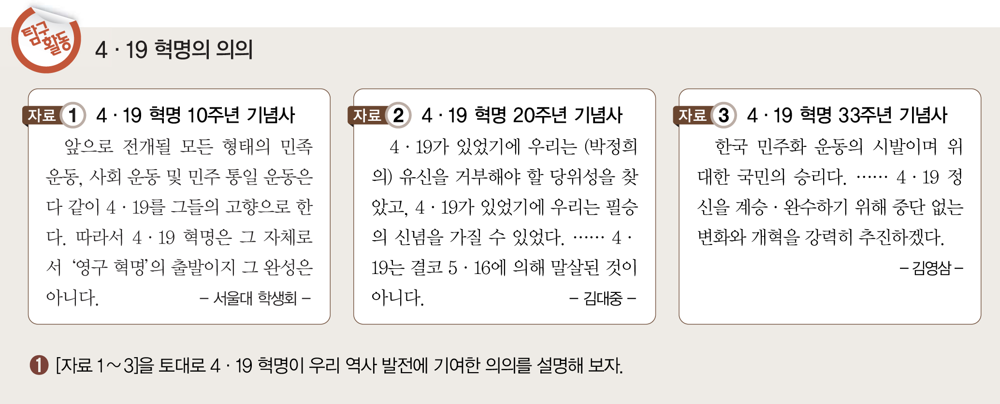 탐구
활동
4 · 19 혁명의 의의
자료 1 4 · 19 혁명 10주년 기념사
앞으로 전개될 모든 형태의 민족
운동, 사회 운동 및 민주 통일 운동은
다 같이 4 · 19를 그들의 고향으로 한
다. 따라서 4 · 19 혁명은 그 자체로
서 ‘영구 혁명’의 출발이지 그 완성은
아니다. – 서울대 학생회 –
자료 2 4 · 19 혁명 20주년 기념사
4 · 19가 있었기에 우리는 (박정희
의) 유신을 거부해야 할 당위성을 찾
았고, 4 · 19가 있었기에 우리는 필승
의 신념을 가질 수 있었다. …… 4 ·
19는 결코 5 · 16에 의해 말살된 것이
아니다. – 김대중 –
자료 3 4 · 19 혁명 33주년 기념사
한국 민주화 운동의 시발이며 위
대한 국민의 승리다. …… 4 · 19 정
신을 계승 · 완수하기 위해 중단 없는
변화와 개혁을 강력히 추진하겠다.
– 김영삼 –
1 [자료 1～3]을 토대로 4 · 19 혁명이 우리 역사 발전에 기여한 의의를 설명해 보자.